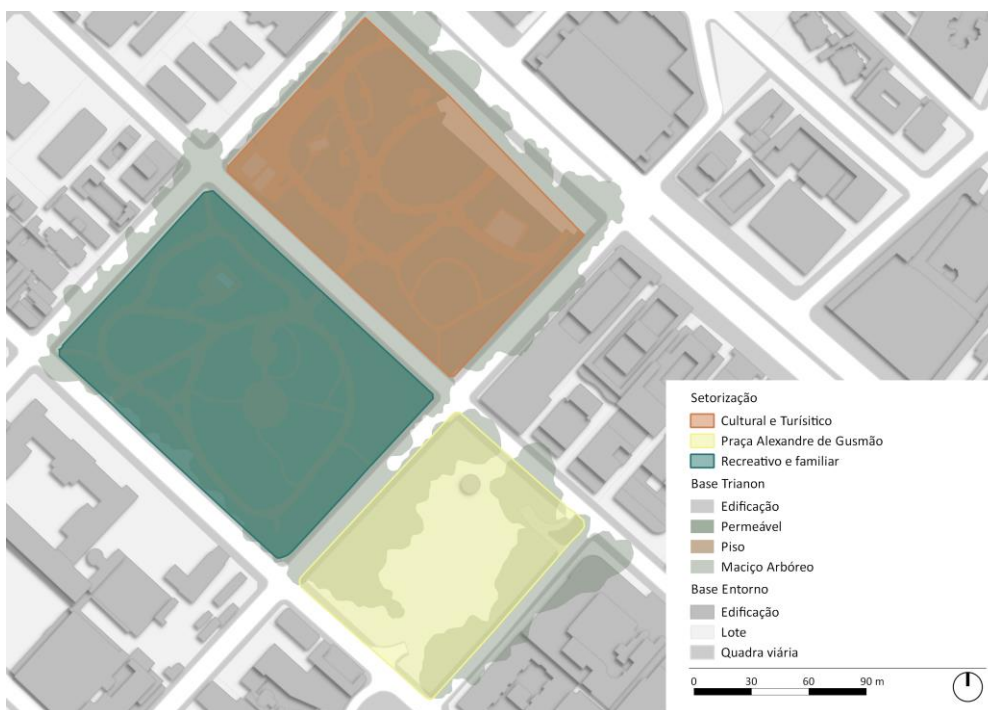 Setorização
Cultural e Turísitico
Praça Alexandre de Gusmão
Recreativo e familiar
Base Trianon
Edificação
Permeável
Piso
Maciço Arbóreo
Base Entorno
Edificação
Lote
Quadra viária
0 30 60 90 m